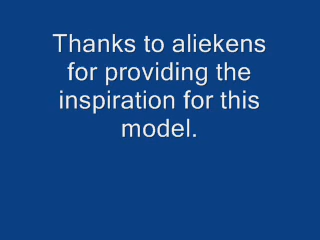 Thanks to aliekens
for providing the
inspiration for this
model.